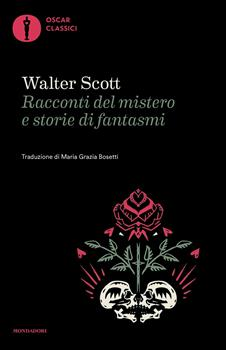 OSCAR
CLASSICI
Walter Scott
Racconti del mistero
e storie di fantasmi
Traduzione di Maria Grazia Bosetti
MONDADORI